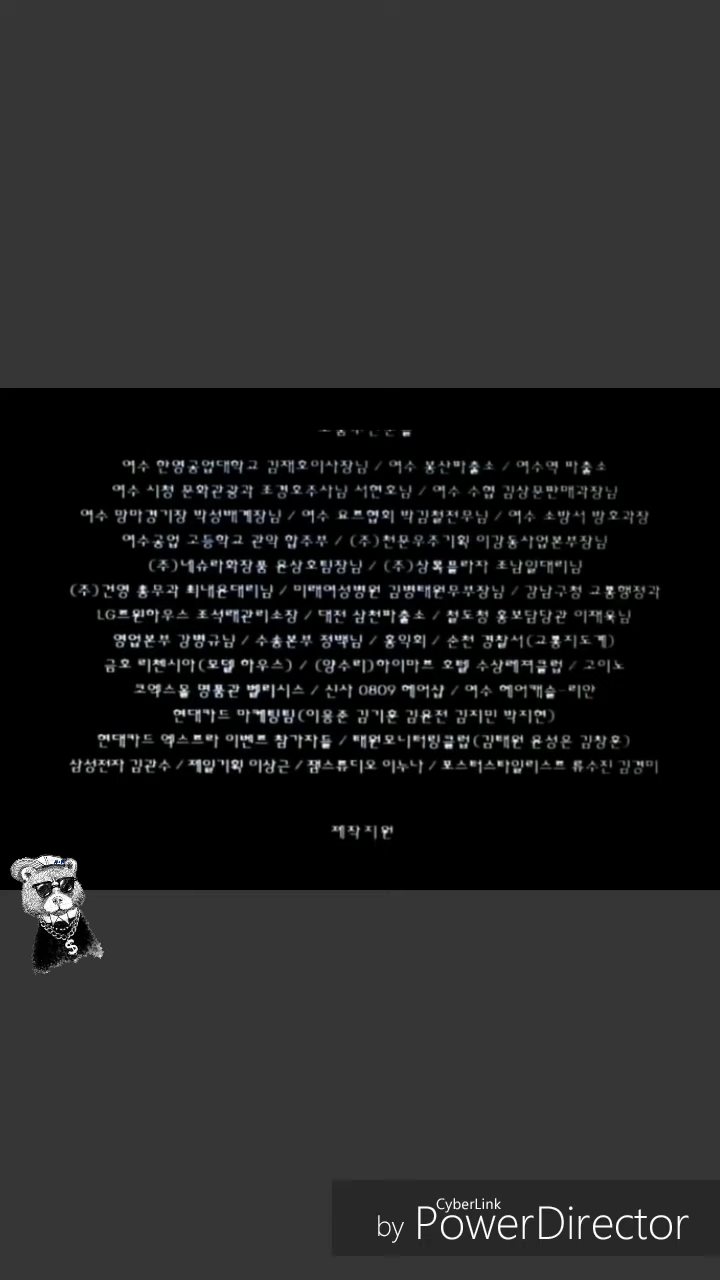 여수 한영공업대학교 김재호이사장님 / 여수 봉산파출소 / 여수역 파출소
여수 시청 문화관광과 조경호주사님 서현호님 / 여수 수협 김상문판매과장님
여수 망마경기장 박성배계장님 / 여수 요트협회 박김철전무님 / 여수 소방서 방호과장
여수공업 고등학교 관악 합주부 / (주)천문우주기획 이강동사업본부장님
(주)네슈라화장품 윤상호팀장님 / (주)상록플라자 조남일대리님
(주)건영 총무과 최내윤대리님 / 미래여성병원 김병태원무부장님 / 강남구청 교통행정과
LG트윈하우스 조석래관리소장 / 대전 삼천파출소 / 철도청 홍보담당관 이재욱님
영업본부 강병규님 / 수송본부 정백님 / 홍익회 / 순천 경찰서(교통지도계)
금호 리첸시아(모델 하우스) / (양수리)하이마트 호텔 수상레져클럽 / 고이노
코엑스몰 명품관 벨리시스 / 신사 0809 헤어샵 / 여수 헤어캐슬-리안
현대카드 마케팅팀(이용준 김기훈 김윤전 김지민 박지현)
현대카드 엑스트라 이벤트 참가자들 / 태원모니터링클럽(김태원 윤성은 김창훈)
삼성전자 김관수 / 제일기획 이상근 / 잼스튜디오 이누나 / 포스터스타일리스트 류수진 김경미
제작지원
by CyberLink PowerDirector